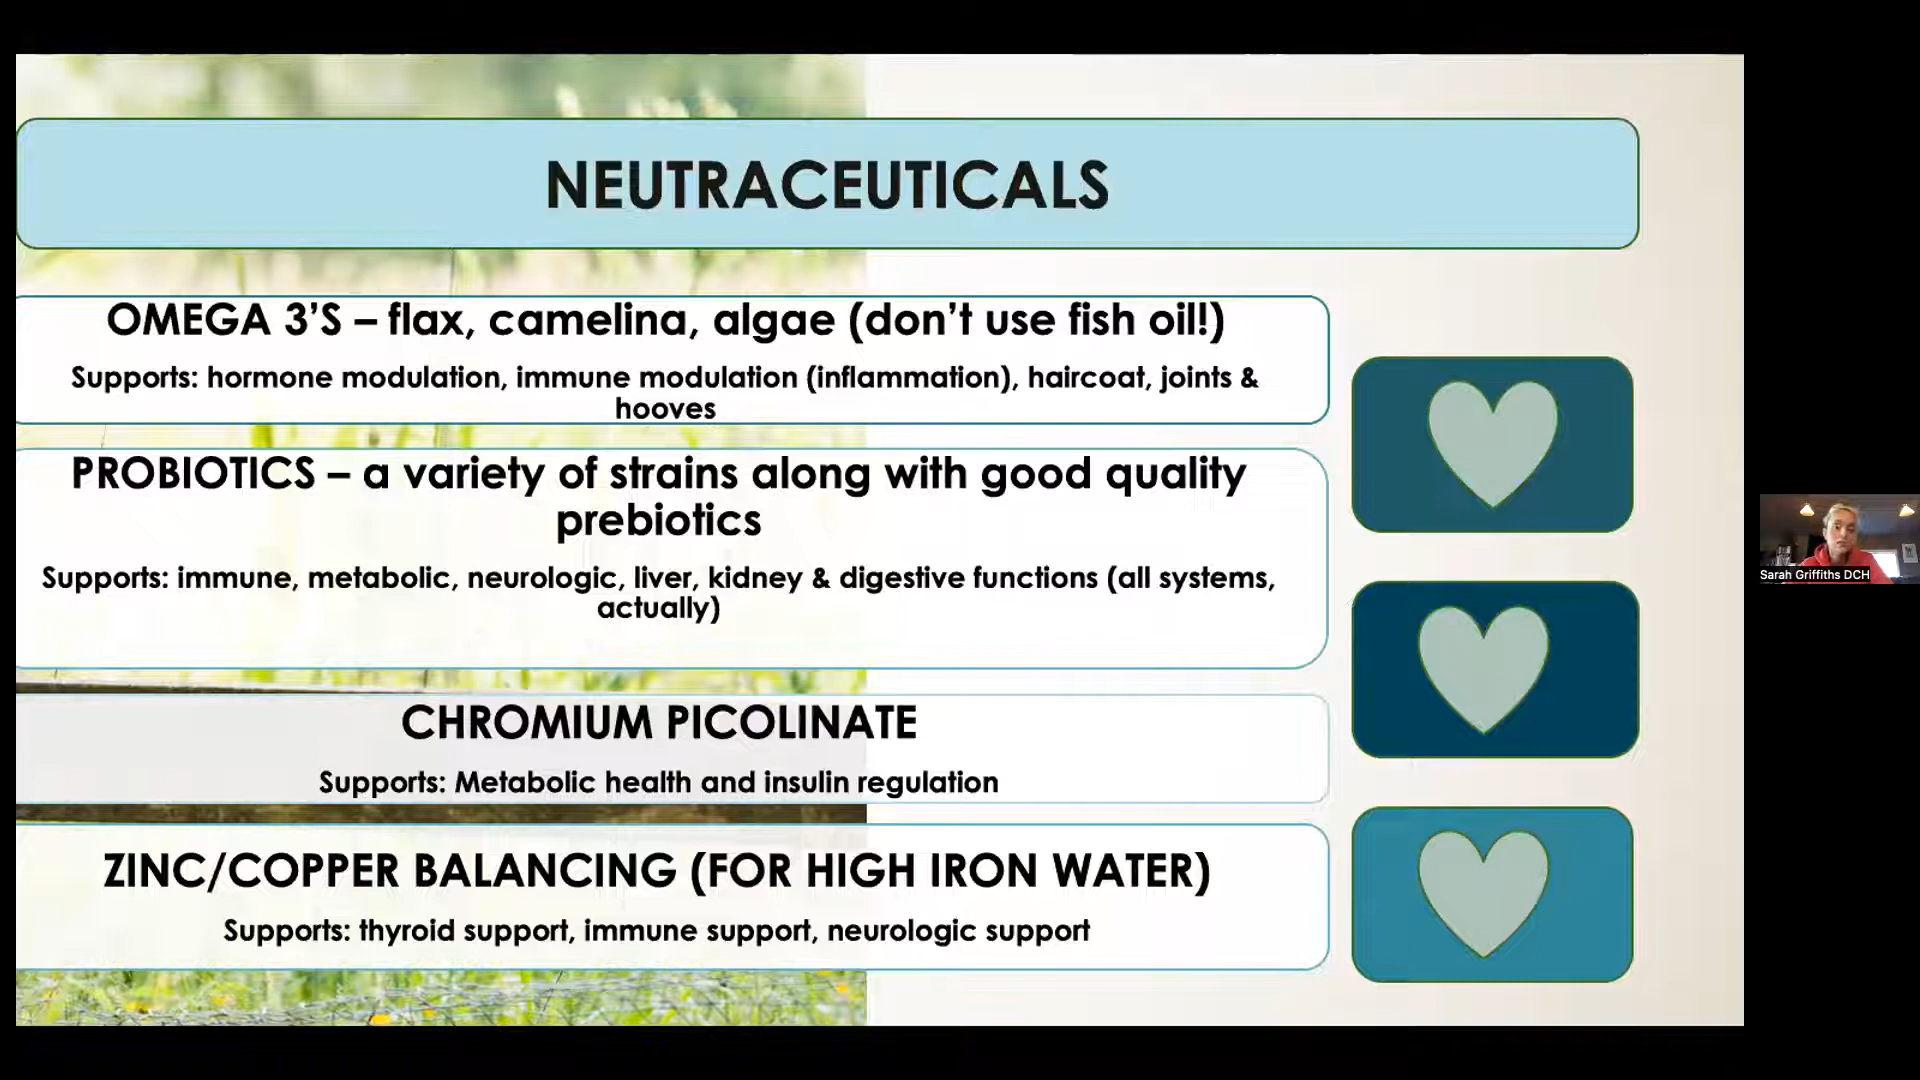 NEUTRACEUTICALS
OMEGA 3’S – flax, camelina, algae (don’t use fish oil!)
Supports: hormone modulation, immune modulation (inflammation), haircoat, joints &
hooves
PROBIOTICS – a variety of strains along with good quality
prebiotics
Supports: immune, metabolic, neurologic, liver, kidney & digestive functions (all systems,
actually)
CHROMIUM PICOLINATE
Supports: Metabolic health and insulin regulation
ZINC/COPPER BALANCING (FOR HIGH IRON WATER)
Supports: thyroid support, immune support, neurologic support
Sarah Griffiths DCH